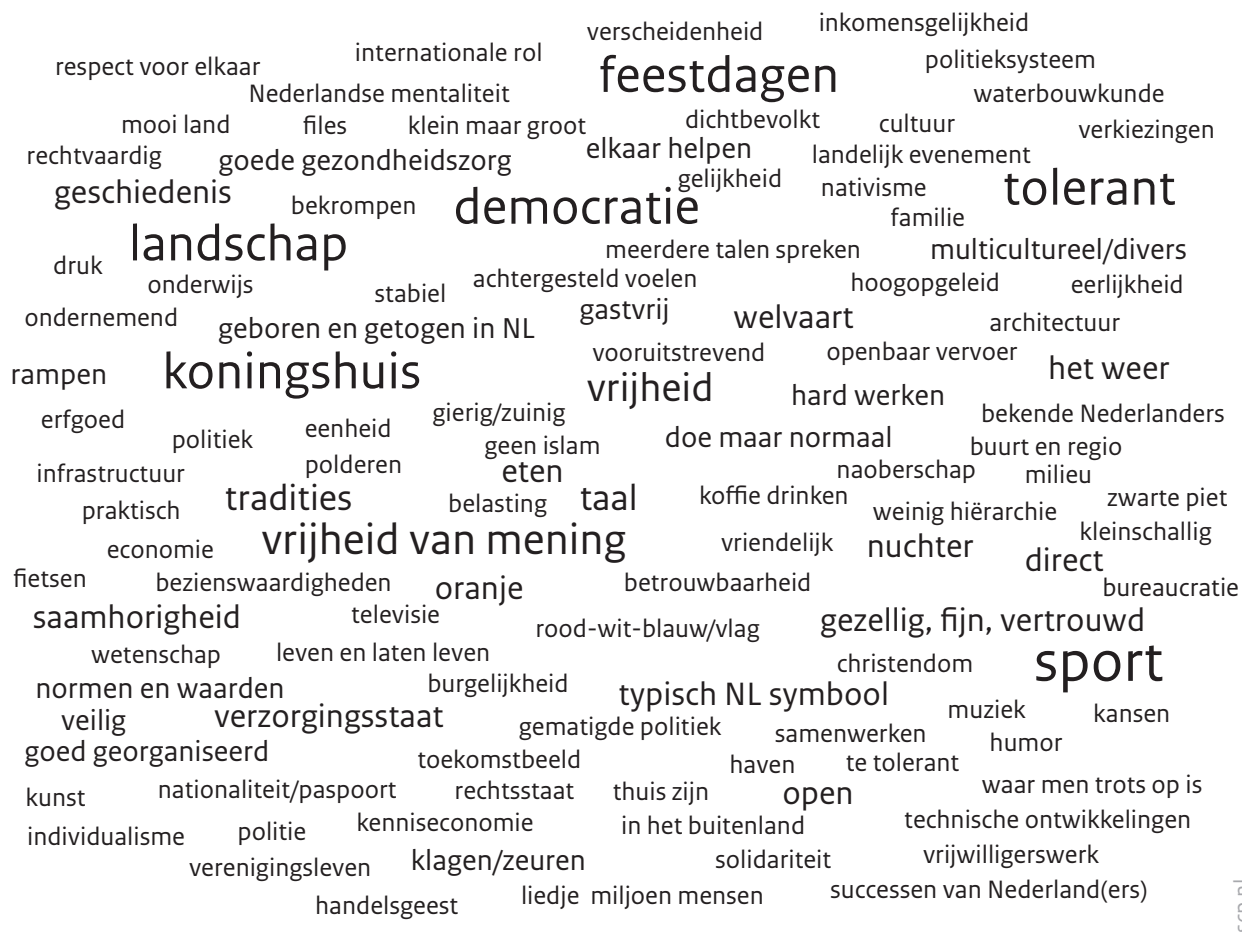 verscheidenheid
inkomensgelijkheid
internationale rol
respect voor elkaar
feestdagen
politieksysteem
Nederlandse mentaliteit
waterbouwkunde
mooi land
files
klein maar groot
dichtbevolkt
cultuur
verkiezingen
rechtvaardig
goede gezondheidszorg
elkaar helpen
landelijk evenement
geschiedenis
gelijkheid
nativisme
tolerant
bekrompen
democratie
familie
landschap
meerdere talen spreken
multicultureel/divers
druk
onderwijs
stabiel
achtergesteld voelen
hoogopgeleid
eerlijkheid
ondernemend
geboren en getogen in NL
gastvrij
welvaart
architectuur
rampen
koningshuis
vooruitstrevend
openbaar vervoer
het weer
vrijheid
hard werken
erfgoed
gierig/zuinig
bekende Nederlanders
politiek
eenheid
geen islam
doe maar normaal
buurt en regio
infrastructuur
polderen
eten
naoberschap
milieu
praktisch
tradities
belasting
taal
koffie drinken
weinig hiërarchie
zwarte piet
economie
vrijheid van mening
vriendelijk
nuchter
kleinschallig
direct
fietsen
bezienswaardigheden
oranje
betrouwbaarheid
bureaucratie
saamhorigheid
televisie
rood-wit-blauw/vlag
gezellig, fijn, vertrouwd
wetenschap
leven en laten leven
christendom
sport
normen en waarden
burgelijkheid
typisch NL symbool
veilig
verzorgingsstaat
gematigde politiek
samenwerken
muziek
kansen
goed georganiseerd
toekomstbeeld
haven
te tolerant
humor
kunst
nationaliteit/paspoort
rechtsstaat
thuis zijn
open
waar men trots op is
individualisme
politie
kenniseconomie
in het buitenland
technische ontwikkelingen
verenigingsleven
klagen/zeuren
solidariteit
vrijwilligerswerk
handelsgeest
liedje miljoen mensen
successen van Nederland(ers)
scp.nl